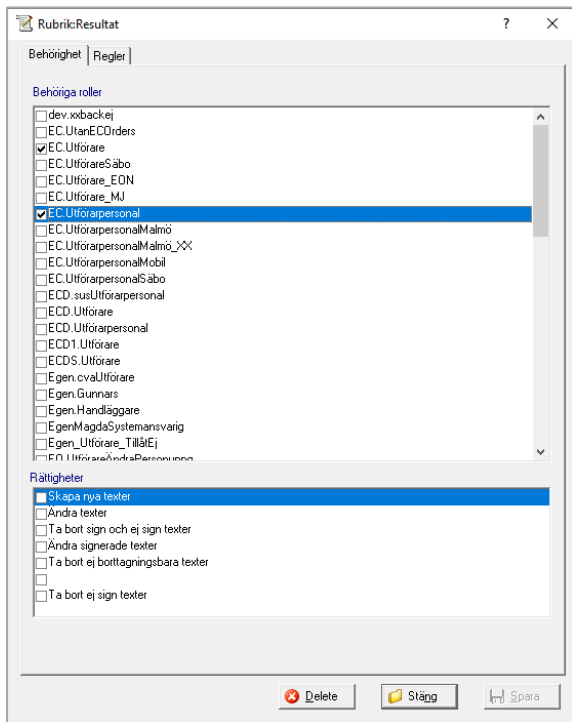 Rubrik:Resultat
?
Behörighet
Regler
Behöriga roller
dev.xxbackej
EC.UtanECOrders
EC.Utförare
EC.UtförareSäbo
EC.Utförare_EON
EC.Utförare_MJ
EC.Utförarpersonal
EC.UtförarpersonalMalmö
EC.UtförarpersonalMalmö_XX
EC.UtförarpersonalMobil
EC.UtförarpersonalSäbo
ECD.susUtförarpersonal
ECD.Utförare
ECD.Utförarpersonal
ECD1.Utförare
ECDS.Utförare
Egen.cvaUtförare
Egen.Gunnars
Egen.Handläggare
EgenMagdaSystemansvarig
Egen_Utförare_TillåtEj
EO.UtförareÄndraPersonuppg
Rättigheter
Skapa nya texter
Ändra texter
Ta bort sign och ej sign texter
Ändra signerade texter
Ta bort ej borttagningsbara texter
Ta bort ej sign texter
Delete
Stäng
Spara